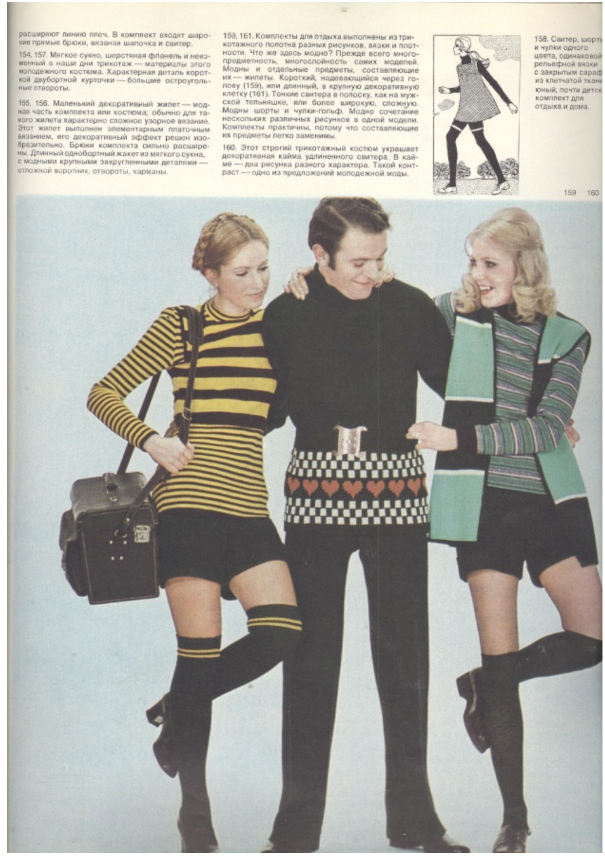 расширяют линию плеч. В комплект входят широ-
кие прямые брюки, вязаная шапочка и свитер.
154, 157. Мягкое сукно, шерстяная фланель и неиз-
менный в наши дни трикотаж — материалы этого
молодежного костюма. Характерная деталь корот-
кой двубортной курточки — большие остроуголь-
ные отвороты.
155, 156. Маленький декоративный жилет — мод-
ная часть комплекта или костюма; обычно для та-
кого жилета характерно сложное узорное вязание.
Этот жилет выполнен элементарным платочным
вязанием, его декоративный эффект решен изо-
бразительно. Брюки комплекта сильно расшире-
ны. Длинный однобортный жакет из мягкого сукна,
с модными крупными закругленными деталями —
отложной воротник, отвороты, карманы.
159, 161. Комплекты для отдыха выполнены из три-
котажного полотна разных рисунков, вязки и плот-
ности. Что же здесь модно? Прежде всего много-
предметность, многослойность самих моделей.
Модны и отдельные предметы, составляющие
их — жилеты. Короткий, надевающийся через го-
лову (159), или длинный, в крупную декоративную
клетку (161). Тонкие свитера в полоску, как на муж-
ской тельняшке, или более широкую, сложную.
Модны шорты и чулки-гольф. Модно сочетание
нескольких различных рисунков в одной модели.
Комплекты практичны, потому что составляющие
их предметы легко заменимы.
160. Этот строгий трикотажный костюм украшает
декоративная кайма удлиненного свитера. В кай-
ме — два рисунка разного характера. Такой конт-
раст — одно из предложений молодежной моды.
158. Свитер, шорты
и чулки одного
цвета, одинаковой
рельефной вязки
с закрытым сараф
из клетчатой ткани
юный, почти детск
комплект для
отдыха и дома.
159 160